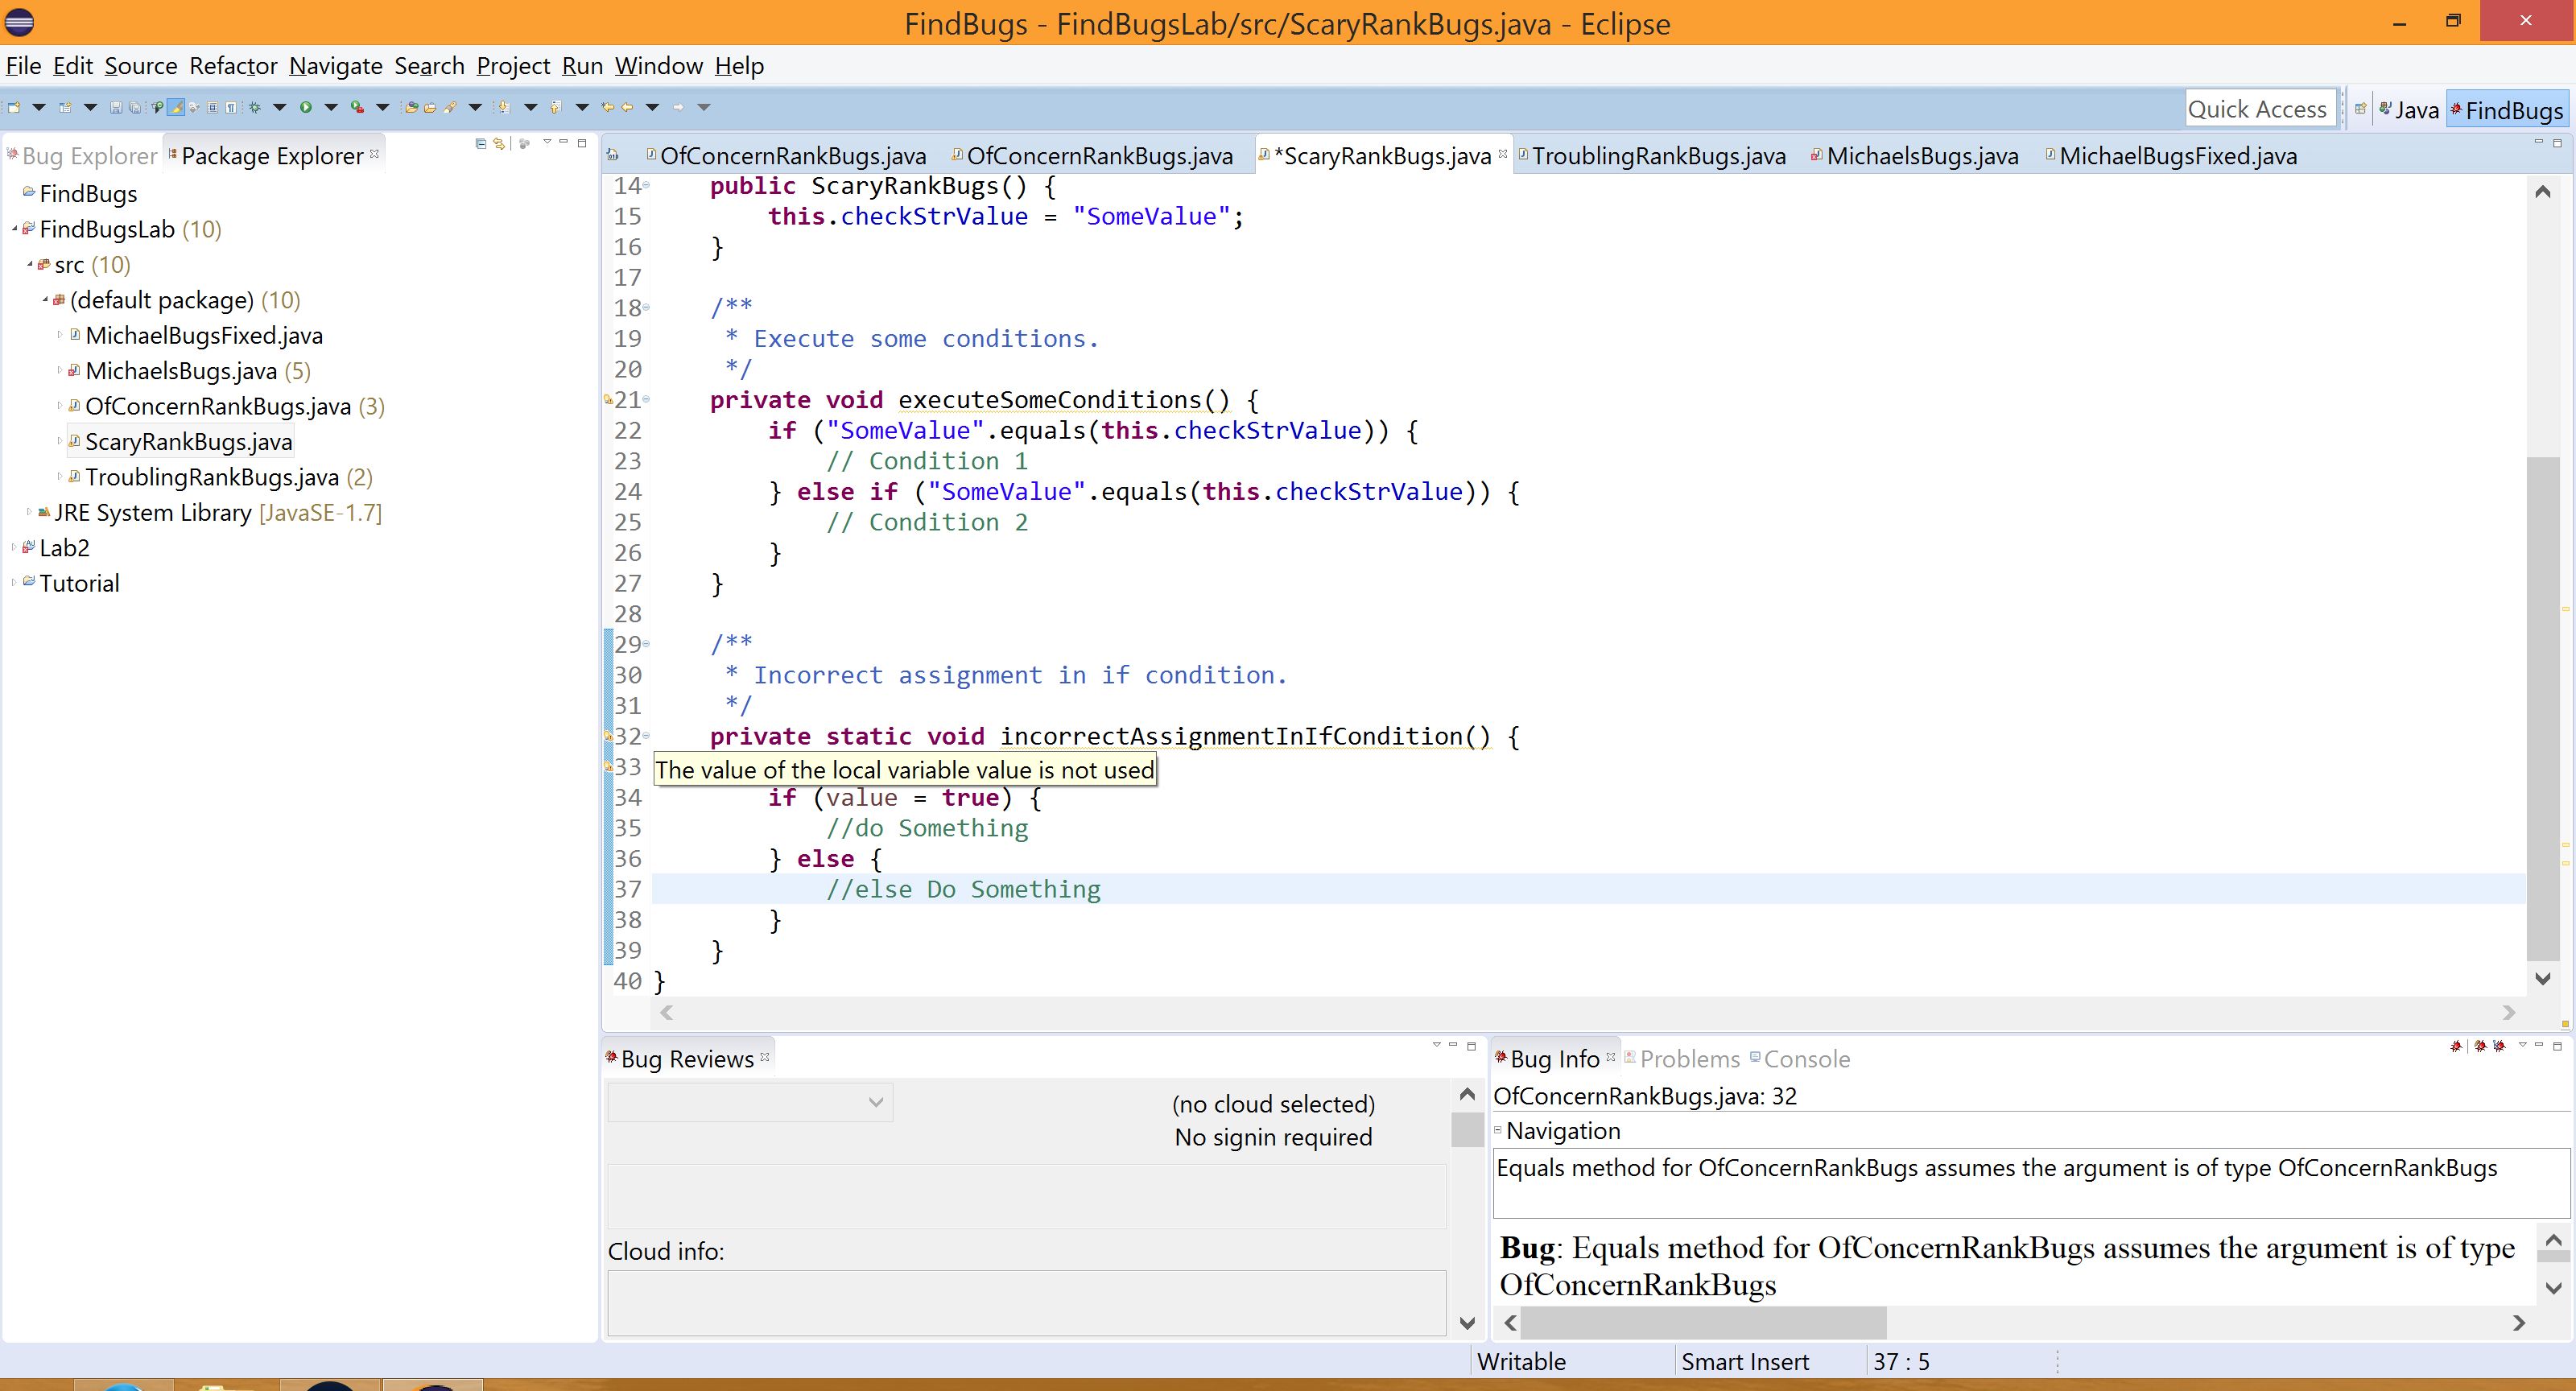 FindBugs - FindBugsLab/src/ScaryRankBugs.java - Eclipse
File Edit Source Refactor Navigate Search Project Run Window Help
Quick Access Java FindBugs
Bug Explorer Package Explorer
FindBugs
FindBugsLab (10)
src (10)
(default package) (10)
MichaelBugsFixed.java
MichaelsBugs.java (5)
OfConcernRankBugs.java (3)
ScaryRankBugs.java
TroublingRankBugs.java (2)
JRE System Library [JavaSE-1.7]
Lab2
Tutorial
OfConcernRankBugs.java OfConcernRankBugs.java *ScaryRankBugs.java TroublingRankBugs.java MichaelsBugs.java MichaelBugsFixed.java
14 public ScaryRankBugs() {
15 this.checkStrValue = "SomeValue";
16 }
17
18 /**
19 * Execute some conditions.
20 */
21 private void executeSomeConditions() {
22 if ("SomeValue".equals(this.checkStrValue)) {
23 // Condition 1
24 } else if ("SomeValue".equals(this.checkStrValue)) {
25 // Condition 2
26 }
27 }
28
29 /**
30 * Incorrect assignment in if condition.
31 */
32 private static void incorrectAssignmentInIfCondition() {
33 The value of the local variable value is not used
34 if (value = true) {
35 //do Something
36 } else {
37 //else Do Something
38 }
39 }
40 }
Bug Reviews
(no cloud selected)
No signin required
Cloud info:
Bug Info Problems Console
OfConcernRankBugs.java: 32
Navigation
Equals method for OfConcernRankBugs assumes the argument is of type OfConcernRankBugs
Bug: Equals method for OfConcernRankBugs assumes the argument is of type
OfConcernRankBugs
Writable Smart Insert 37 : 5